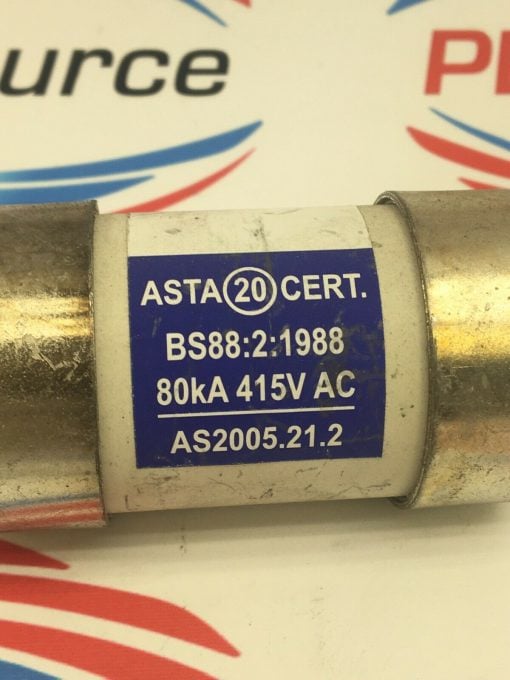 urce
P
ASTA 20 CERT.
BS88:2:1988
80kA 415V AC
AS2005.21.2